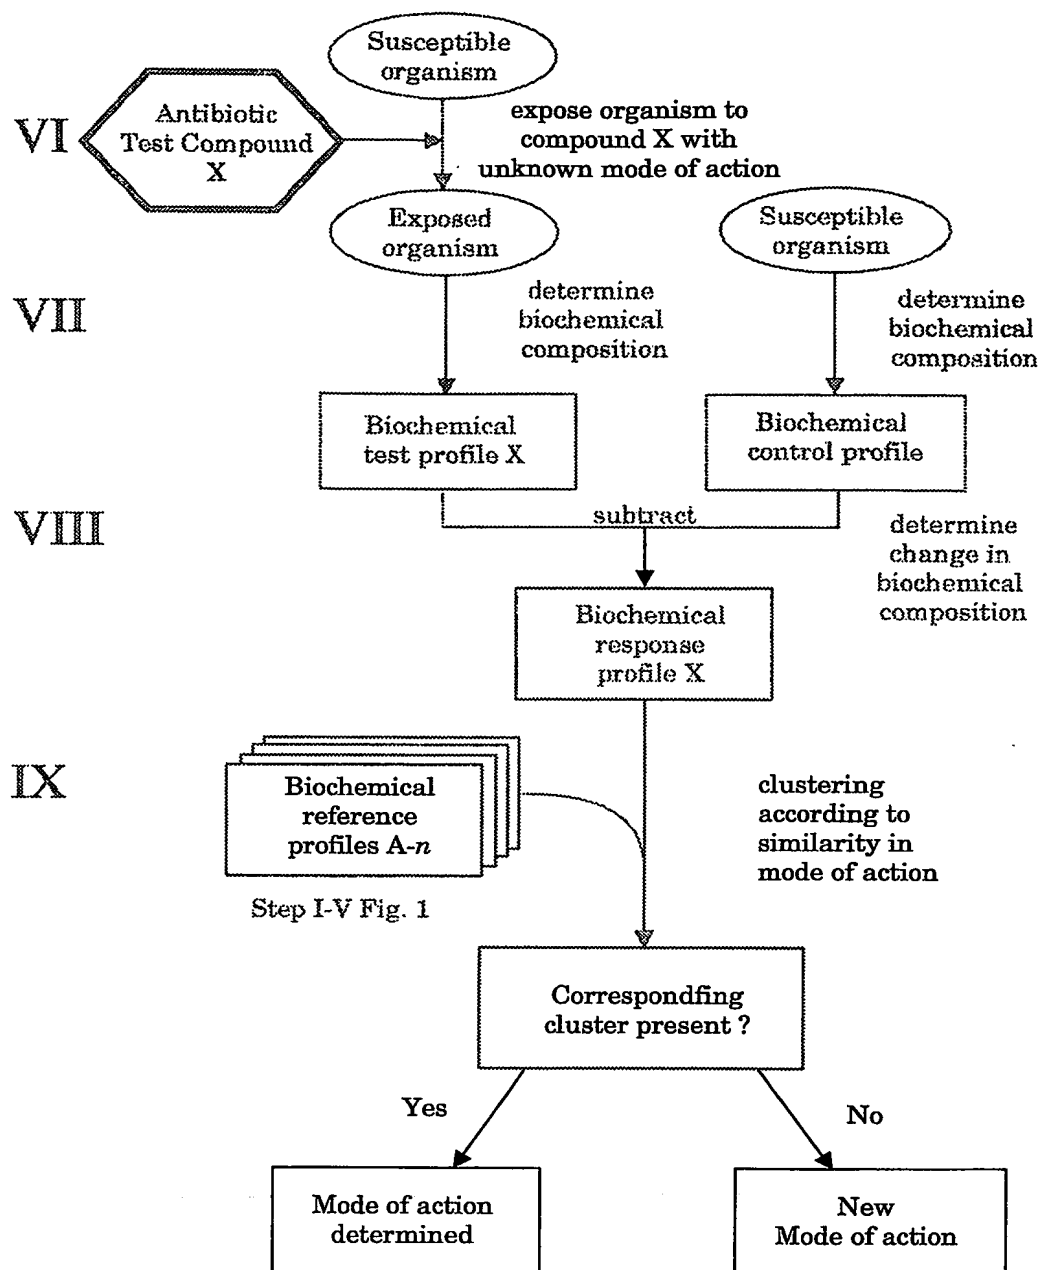 Susceptible
organism
VI
Antibiotic
Test Compound
X
expose organism to
compound X with
unknown mode of action
Exposed
organism
Susceptible
organism
VII
determine
biochemical
composition
determine
biochemical
composition
Biochemical
test profile X
Biochemical
control profile
VIII
subtract
determine
change in
biochemical
composition
Biochemical
response
profile X
IX
Biochemical
reference
profiles A-n
clustering
according to
similarity in
mode of action
Step I-V Fig. 1
Correspondfing
cluster present ?
Yes
No
Mode of action
determined
New
Mode of action